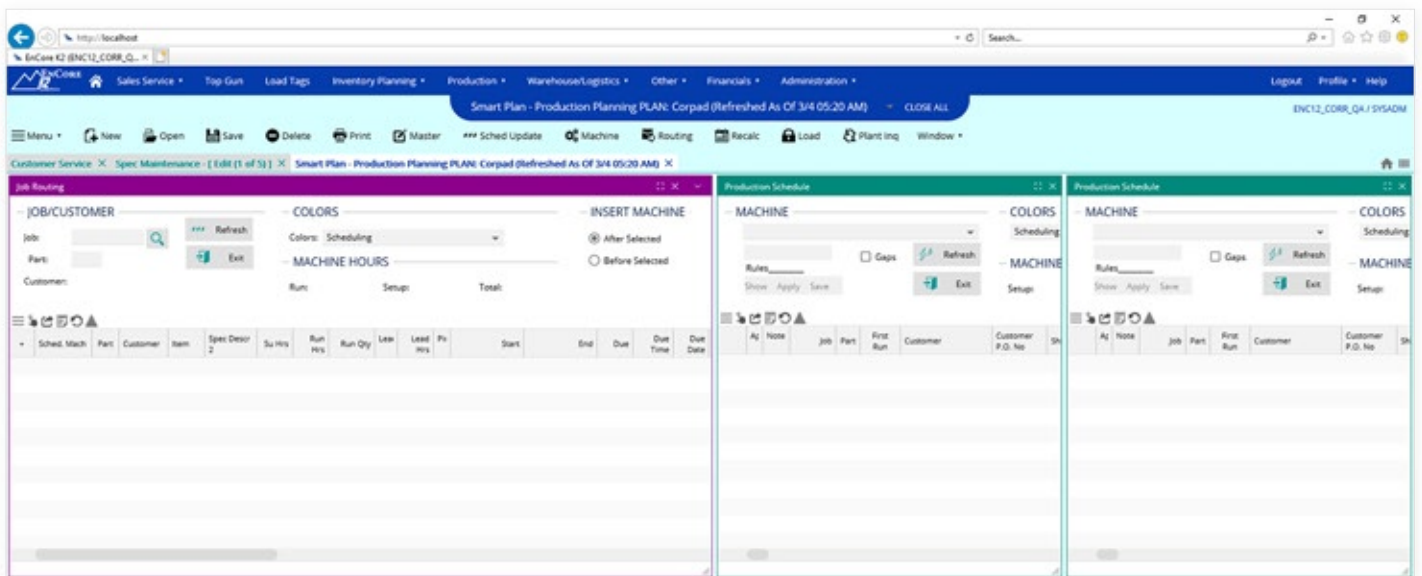 http://localhost
Search...
EnCore K2 (ENC12_CORR_Q...
EnCore Sales Service Top Gun Load Tags Inventory Planning Production Warehouse/Logistics Other Financials Administration Logout Profile Help
Smart Plan - Production Planning PLAN: Corpad (Refreshed As Of 3/4 05:20 AM) CLOSE ALL
ENC12_CORR_QA / SYSADM
Menu New Open Save Delete Print Master Sched Update Machine Routing Recalc Load Plant Inq Window
Customer Service Spec Maintenance - [ Edit (1 of 5) ] Smart Plan - Production Planning PLAN: Corpad (Refreshed As Of 3/4 05:20 AM)
Job Routing
JOB/CUSTOMER COLORS INSERT MACHINE
Job: Refresh Colors: Scheduling After Selected
Part: Exit MACHINE HOURS Before Selected
Customer: Run: Setup: Total:
Sched. Mach Part Customer Item Spec Descr 2 Su Hrs Run Hrs Run Qty Lead Hrs Start End Due Due Time Due Date
Production Schedule
MACHINE COLORS
Scheduling
Gaps Refresh
Rules_______ MACHINE
Show Apply Save Exit Setup:
Note Job Part First Run Customer Customer P.O. No Sh
Production Schedule
MACHINE COLORS
Scheduling
Gaps Refresh
Rules_______ MACHINE
Show Apply Save Exit Setup:
Note Job Part First Run Customer Customer P.O. No Sh